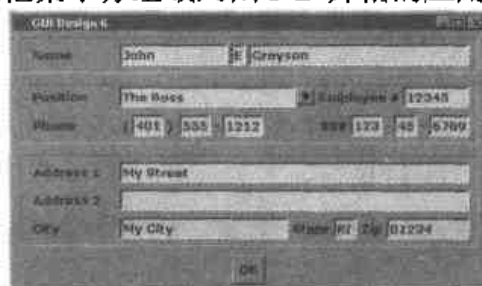 GUI Design 6
Name John E Grayson
Position The Boss Employee # 12345
Phone ( 401 ) 555 - 1212 SS# 123 - 45 - 6789
Address 1 My Street
Address 2
City My City State RI Zip 01234
OK